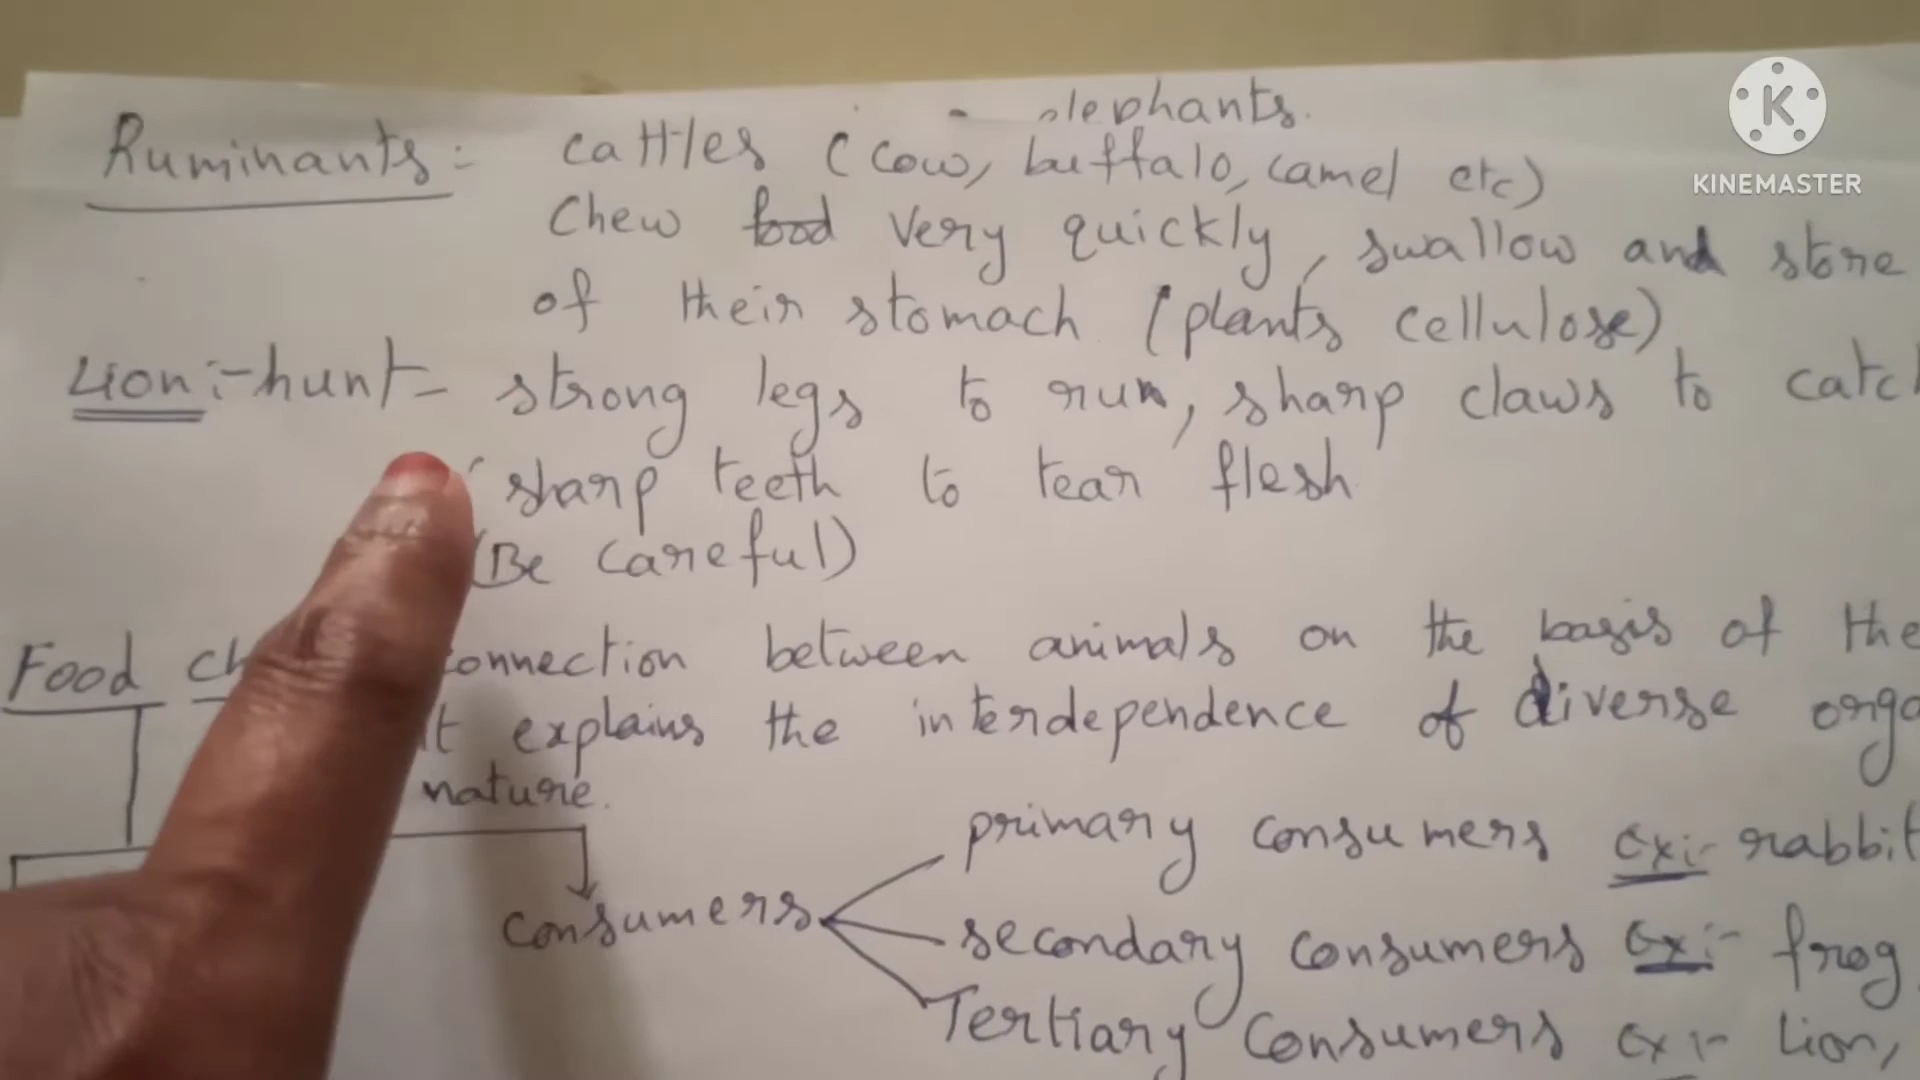 elephants.
Ruminants:- cattles (cow, buffalo, camel etc)
Chew food very quickly, swallow and store
of their stomach (plants cellulose)
Lion:-hunt- strong legs to run, sharp claws to catch
sharp teeth to tear flesh
(Be careful)
Food connection between animals on the basis of the
It explains the interdependence of diverse orga
nature.
primary consumers ex:- rabbit
consumers
secondary consumers ex:- frog,
Tertiary consumers ex:- Lion,
KINEMASTER